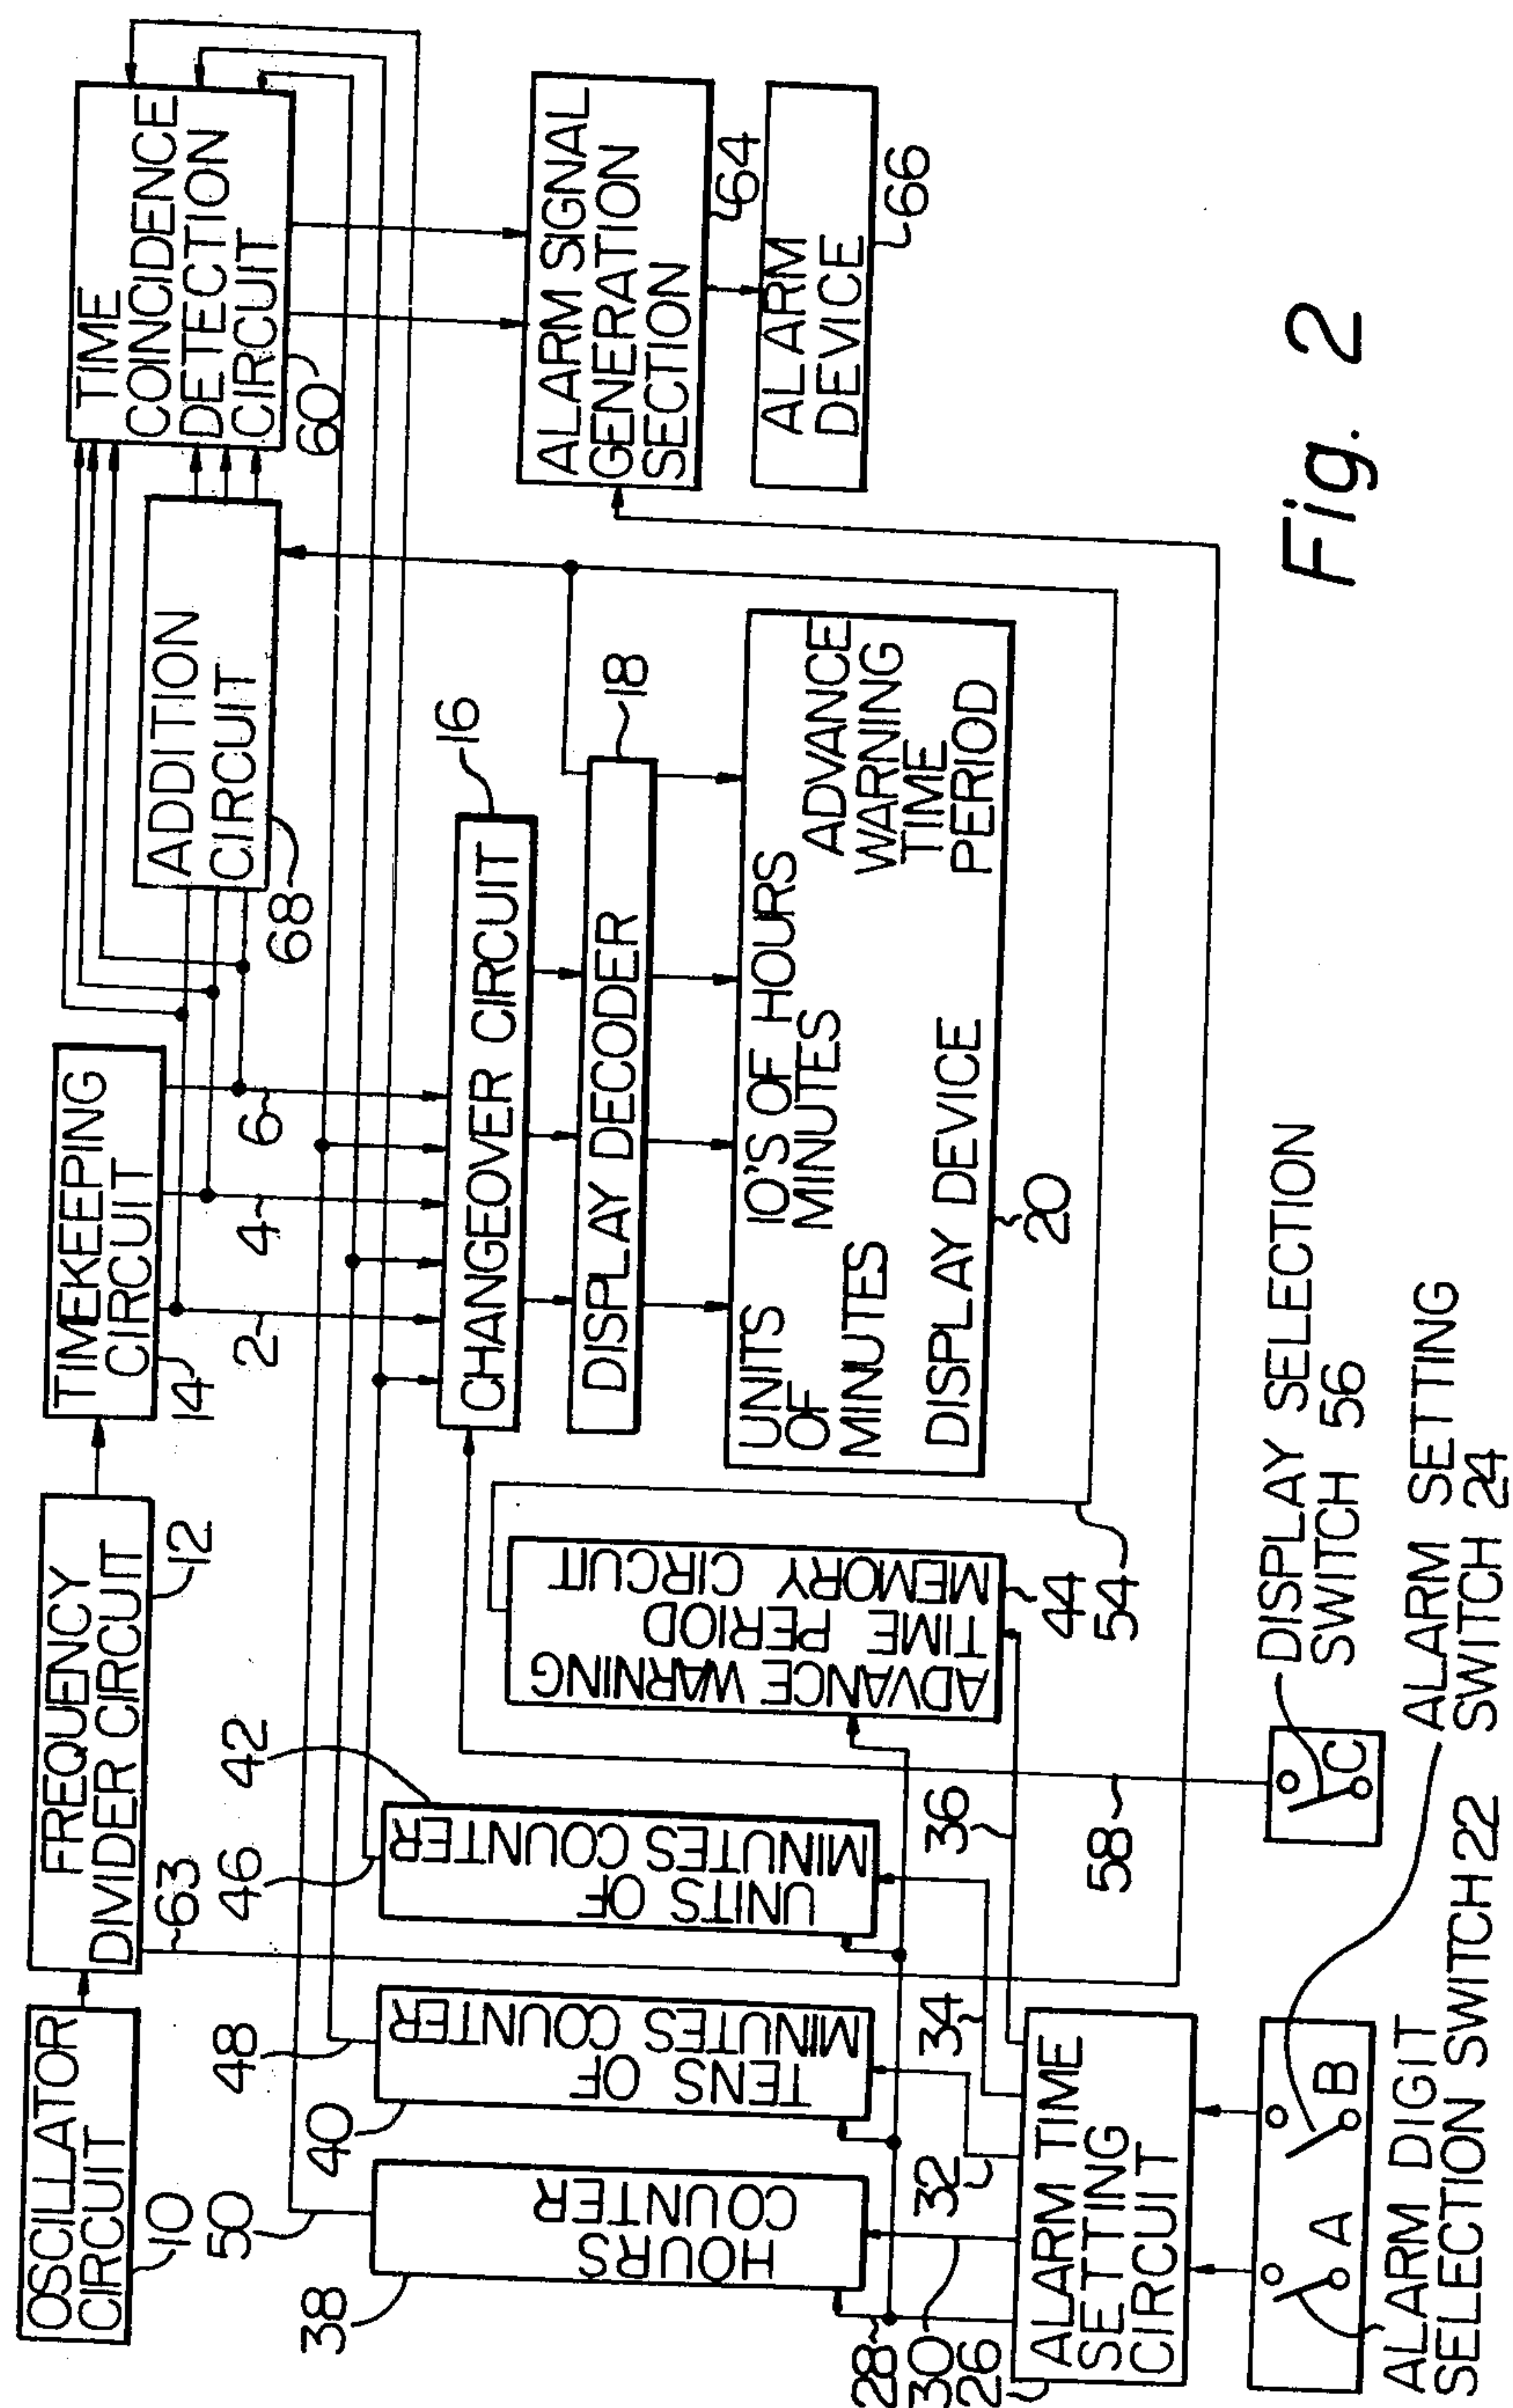 OSCILLATOR
CIRCUIT
10
FREQUENCY
DIVIDER CIRCUIT
12
63
TIMEKEEPING
CIRCUIT
14
2
4
6
ADDITION
CIRCUIT
68
TIME
COINCIDENCE
DETECTION
CIRCUIT
60
50
48
46
42
38
HOURS
COUNTER
40
TENS OF
MINUTES COUNTER
UNITS OF
MINUTES COUNTER
ADVANCE WARNING
TIME PERIOD
MEMORY CIRCUIT
44
54
CHANGEOVER CIRCUIT
16
DISPLAY DECODER
18
UNITS
OF
MINUTES
10'S OF
MINUTES
HOURS
ADVANCE
WARNING
TIME
PERIOD
DISPLAY DEVICE
20
ALARM SIGNAL
GENERATION
SECTION
64
ALARM
DEVICE
66
28
30
26
32
34
36
58
ALARM TIME
SETTING
CIRCUIT
A
B
C
DISPLAY SELECTION
SWITCH 56
ALARM SETTING
SWITCH 24
ALARM DIGIT
SELECTION SWITCH 22
Fig. 2